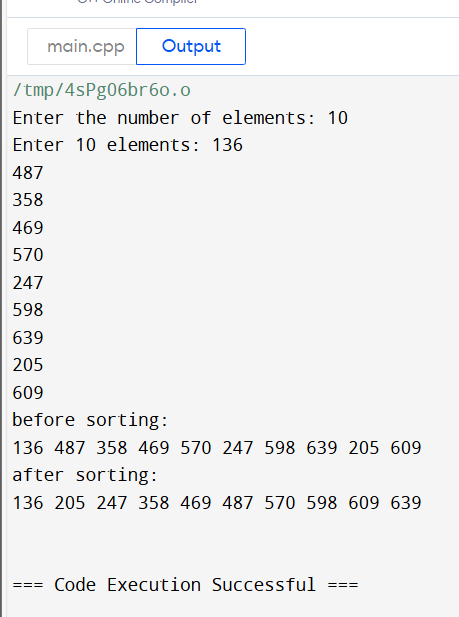 main.cpp Output
/tmp/4sPgO6br6o.o
Enter the number of elements: 10
Enter 10 elements: 136
487
358
469
570
247
598
639
205
609
before sorting:
136 487 358 469 570 247 598 639 205 609
after sorting:
136 205 247 358 469 487 570 598 609 639
=== Code Execution Successful ===